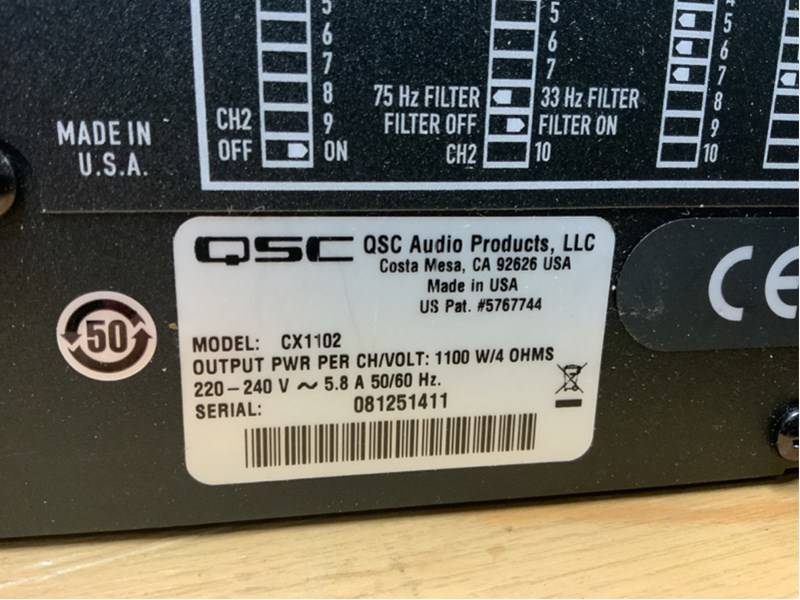 5
6
7
8
CH2
9
OFF
ON
5
6
7
75 Hz FILTER
33 Hz FILTER
FILTER OFF
FILTER ON
CH2
10
5
6
7
8
9
10
MADE IN
U.S.A.
QSC QSC Audio Products, LLC
Costa Mesa, CA 92626 USA
Made in USA
US Pat. #5767744
50
CE
MODEL: CX1102
OUTPUT PWR PER CH/VOLT: 1100 W/4 OHMS
220–240 V ~ 5.8 A 50/60 Hz.
SERIAL: 081251411